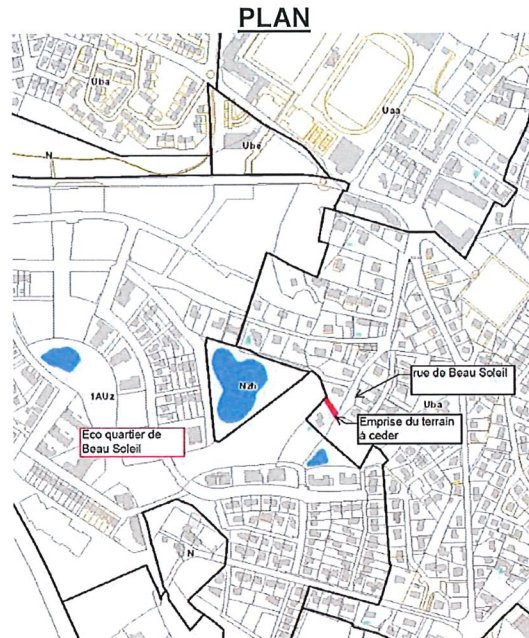 PLAN
Uba
Uaa
Ube
N
Nzh
1AUz
rue de Beau Soleil
Uba
Emprise du terrain
à ceder
Eco quartier de
Beau Soleil
N